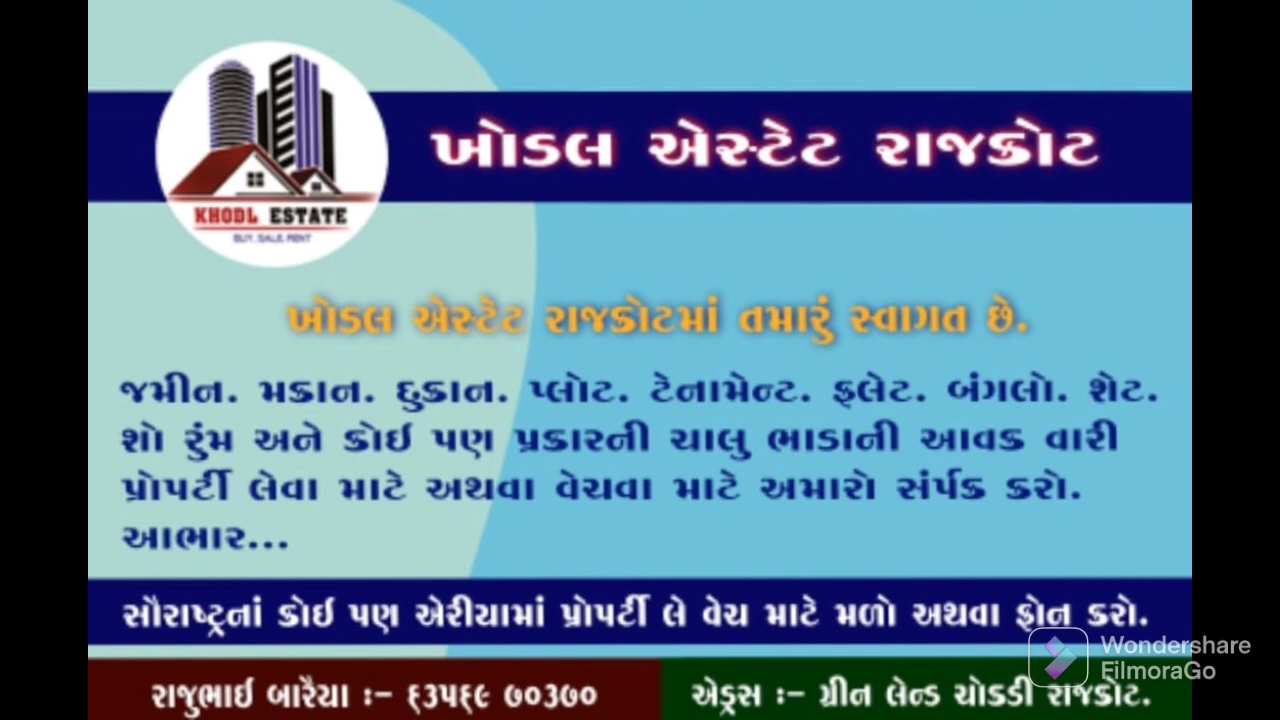 ખોડલ એસ્ટેટ રાજકોટ
KHODL ESTATE
BUY, SALE, RENT
ખોડલ એસ્ટેટ રાજકોટમાં તમારું સ્વાગત છે.
જમીન. મકાન. દુકાન. પ્લોટ. ટેનામેન્ટ. ફલેટ. બંગલો. શેટ.
શો રુંમ અને કોઈ પણ પ્રકારની ચાલુ ભાડાની આવક વારી
પ્રોપર્ટી લેવા માટે અથવા વેચવા માટે અમારો સંર્પક કરો.
આભાર...
સૌરાષ્ટ્રનાં કોઈ પણ એરીયામાં પ્રોપર્ટી લે વેચ માટે મળો અથવા ફોન કરો.
રાજુભાઈ બારૈયા :- ૬૩૫૬૯ ૭૦૩૭૦
એડ્રસ :- ગ્રીન લેન્ડ ચોકડી રાજકોટ.
Wondershare
FilmoraGo